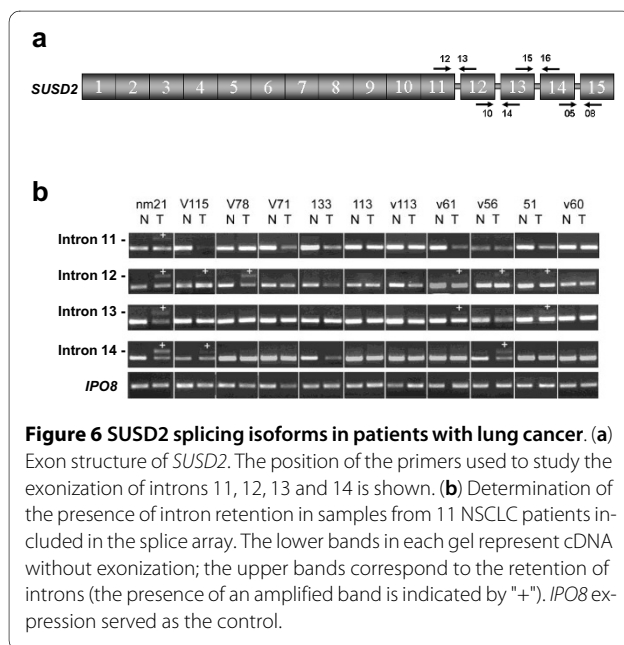 a
12 13 15 16
SUSD2 1 2 3 4 5 6 7 8 9 10 11 12 13 14 15
10 14 05 08
b
nm21 V115 V78 V71 133 113 v113 v61 v56 51 v60
N T N T N T N T N T N T N T N T N T N T N T
+
Intron 11 -
+ + + + + +
Intron 12 -
+ + +
Intron 13 -
+ + +
Intron 14 -
IPO8
Figure 6 SUSD2 splicing isoforms in patients with lung cancer. (a)
Exon structure of SUSD2. The position of the primers used to study the
exonization of introns 11, 12, 13 and 14 is shown. (b) Determination of
the presence of intron retention in samples from 11 NSCLC patients in-
cluded in the splice array. The lower bands in each gel represent cDNA
without exonization; the upper bands correspond to the retention of
introns (the presence of an amplified band is indicated by "+"). IPO8 ex-
pression served as the control.